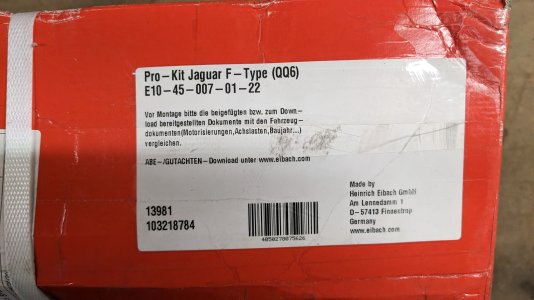 Pro-Kit Jaguar F-Type (QQ6)
E10-45-007-01-22
Vor Montage bitte die beigefügten bzw. zum Down-
load bereitgestellten Dokumente mit den Fahrzeug-
dokumenten(Motorisierungen,Achslasten,Baujahr...)
vergleichen.
ABE-/GUTACHTEN-Download unter www.eibach.com
13981
103218784
4050278075626
Made by
Heinrich Eibach GmbH
Am Lennedamm 1
D-57413 Finnentrop
Germany
www.eibach.com